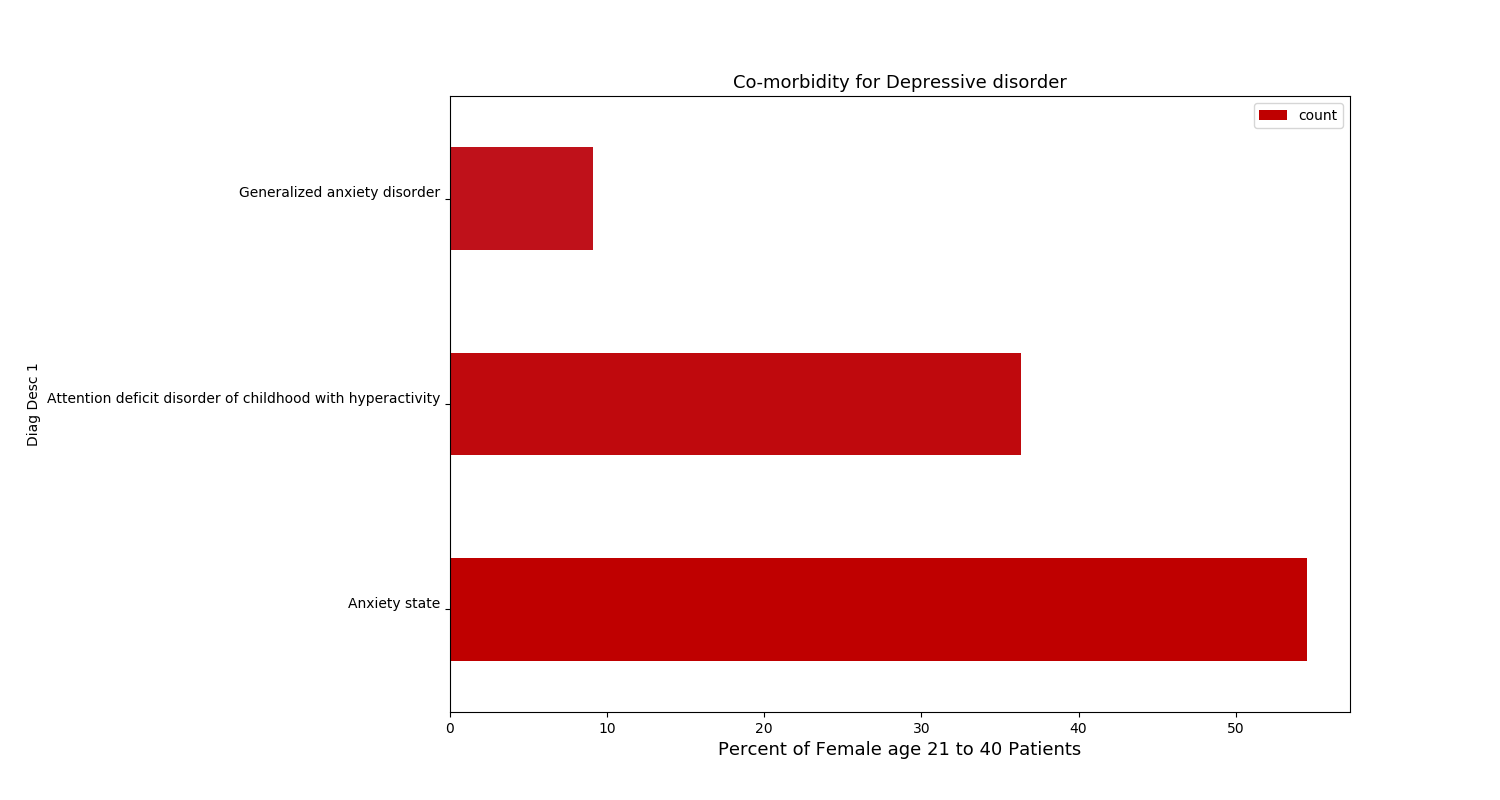 Co-morbidity for Depressive disorder
count
Generalized anxiety disorder
Attention deficit disorder of childhood with hyperactivity
Anxiety state
Diag Desc 1
0 10 20 30 40 50
Percent of Female age 21 to 40 Patients